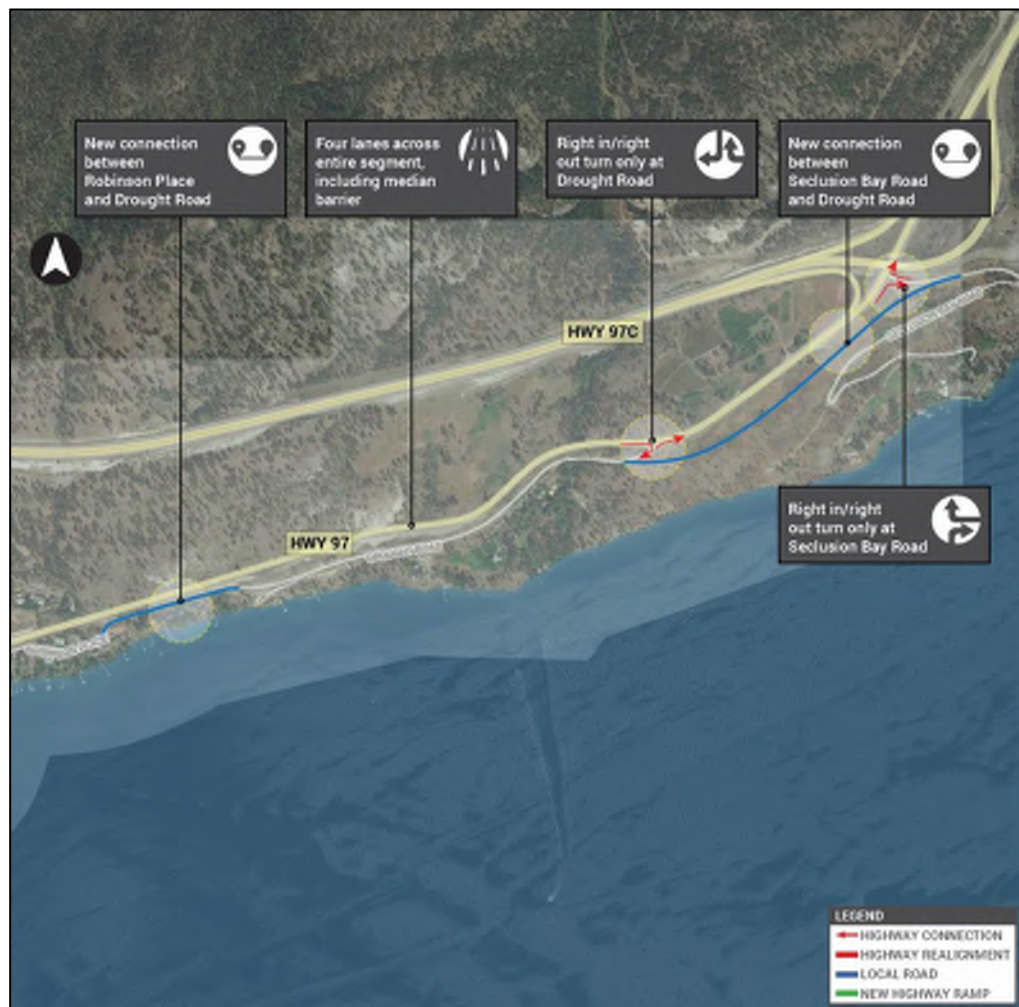 New connection
between
Robinson Place
and Drought Road
Four lanes across
entire segment,
including median
barrier
Right in/right
out turn only at
Drought Road
New connection
between
Seclusion Bay Road
and Drought Road
HWY 97C
HWY 97
Right in/right
out turn only at
Seclusion Bay Road
LEGEND
HIGHWAY CONNECTION
HIGHWAY REALIGNMENT
LOCAL ROAD
NEW HIGHWAY RAMP